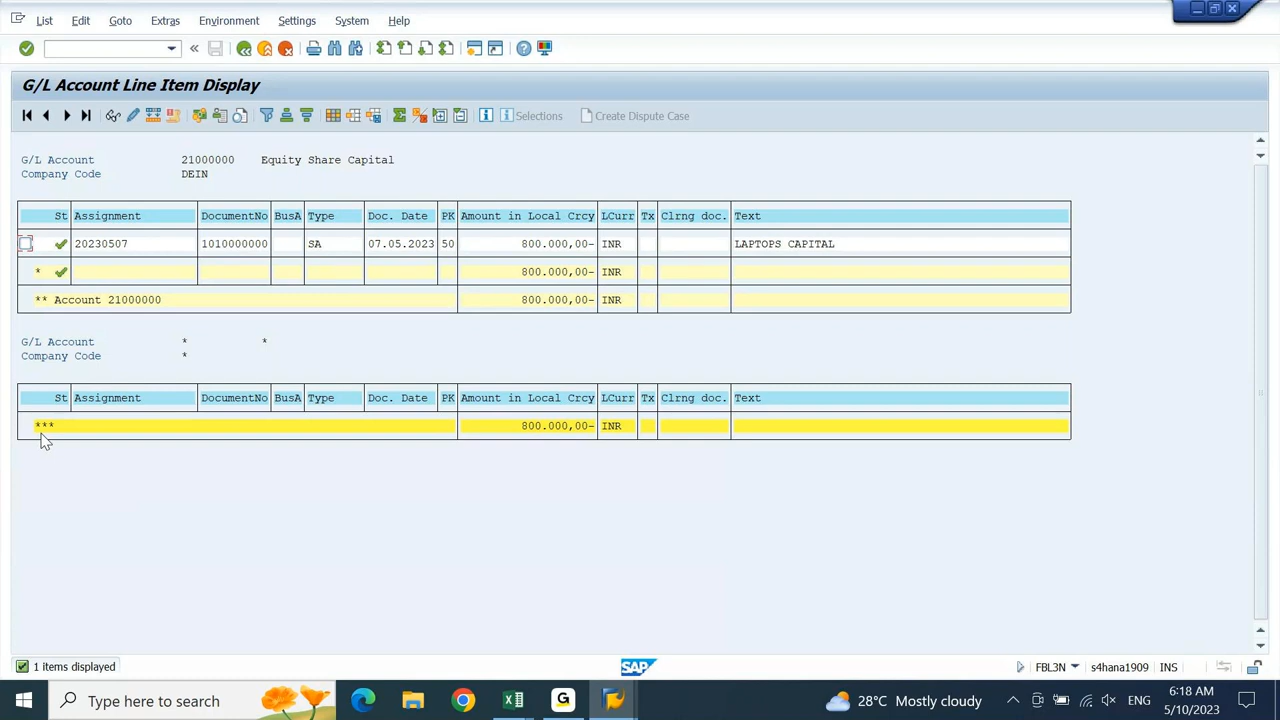 List Edit Goto Extras Environment Settings System Help
G/L Account Line Item Display
Selections Create Dispute Case
G/L Account 21000000 Equity Share Capital
Company Code DEIN
St Assignment DocumentNo BusA Type Doc. Date PK Amount in Local Crcy LCurr Tx Clrng doc. Text
20230507 1010000000 SA 07.05.2023 50 800.000,00- INR LAPTOPS CAPITAL
* 800.000,00- INR
** Account 21000000 800.000,00- INR
G/L Account * *
Company Code *
St Assignment DocumentNo BusA Type Doc. Date PK Amount in Local Crcy LCurr Tx Clrng doc. Text
*** 800.000,00- INR
1 items displayed SAP FBL3N s4hana1909 INS
Type here to search G 28°C Mostly cloudy ENG 6:18 AM
5/10/2023